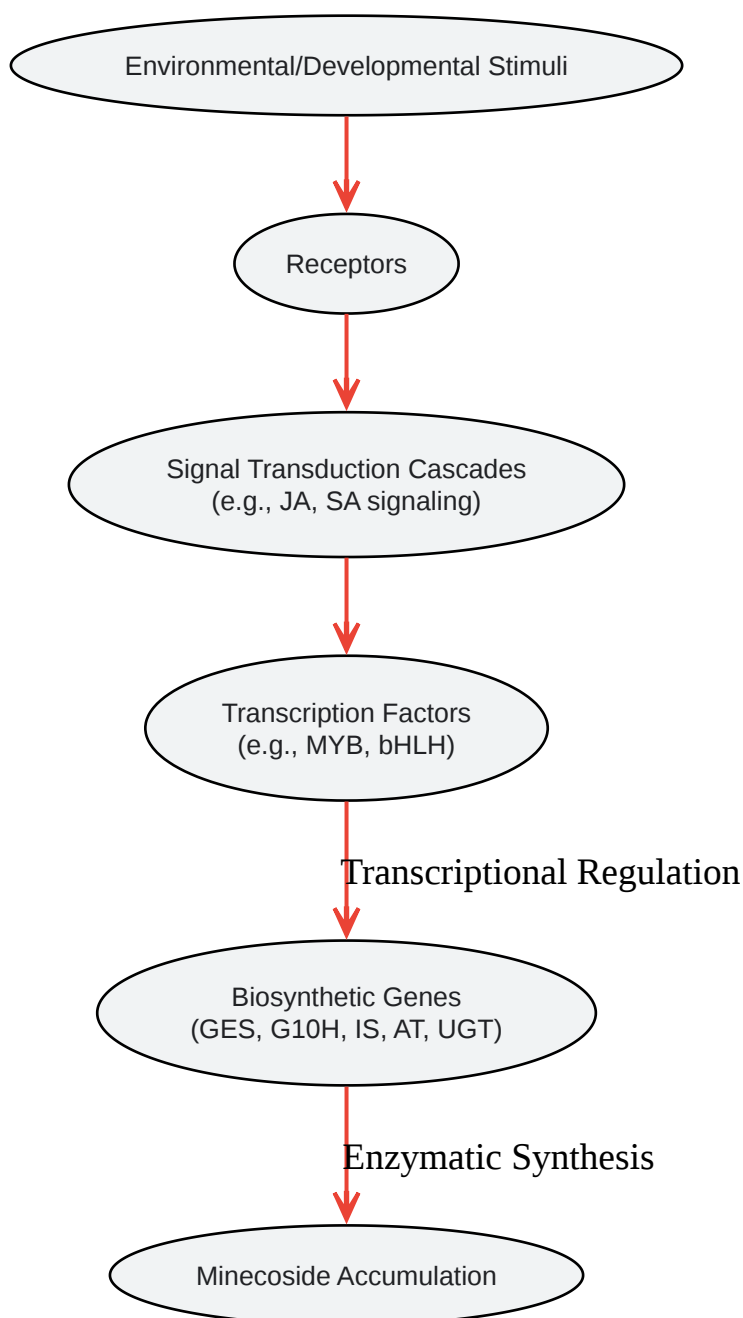 Environmental/Developmental Stimuli
Receptors
Signal Transduction Cascades
(e.g., JA, SA signaling)
Transcription Factors
(e.g., MYB, bHLH)
Transcriptional Regulation
Biosynthetic Genes
(GES, G10H, IS, AT, UGT)
Enzymatic Synthesis
Minecoside Accumulation